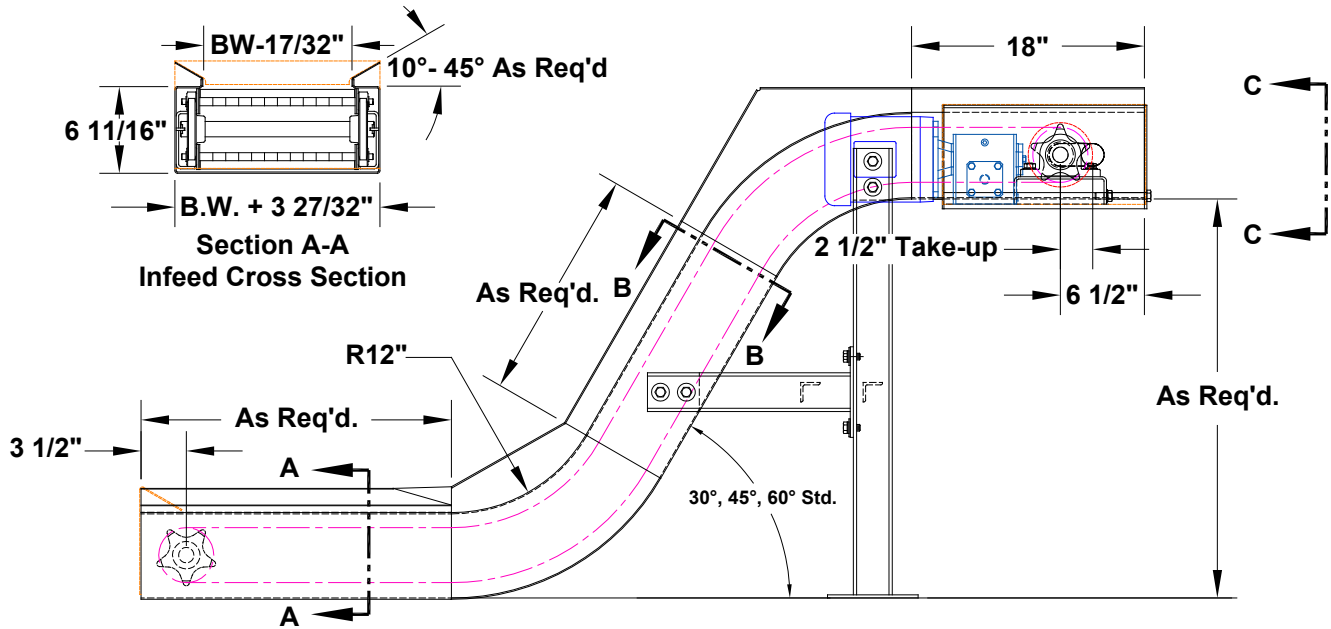 BW-17/32"
10°- 45° As Req'd
6 11/16"
B.W. + 3 27/32"
Section A-A
Infeed Cross Section
18"
C
C
2 1/2" Take-up
6 1/2"
As Req'd.
B
B
R12"
As Req'd.
As Req'd.
3 1/2"
A
A
30°, 45°, 60° Std.